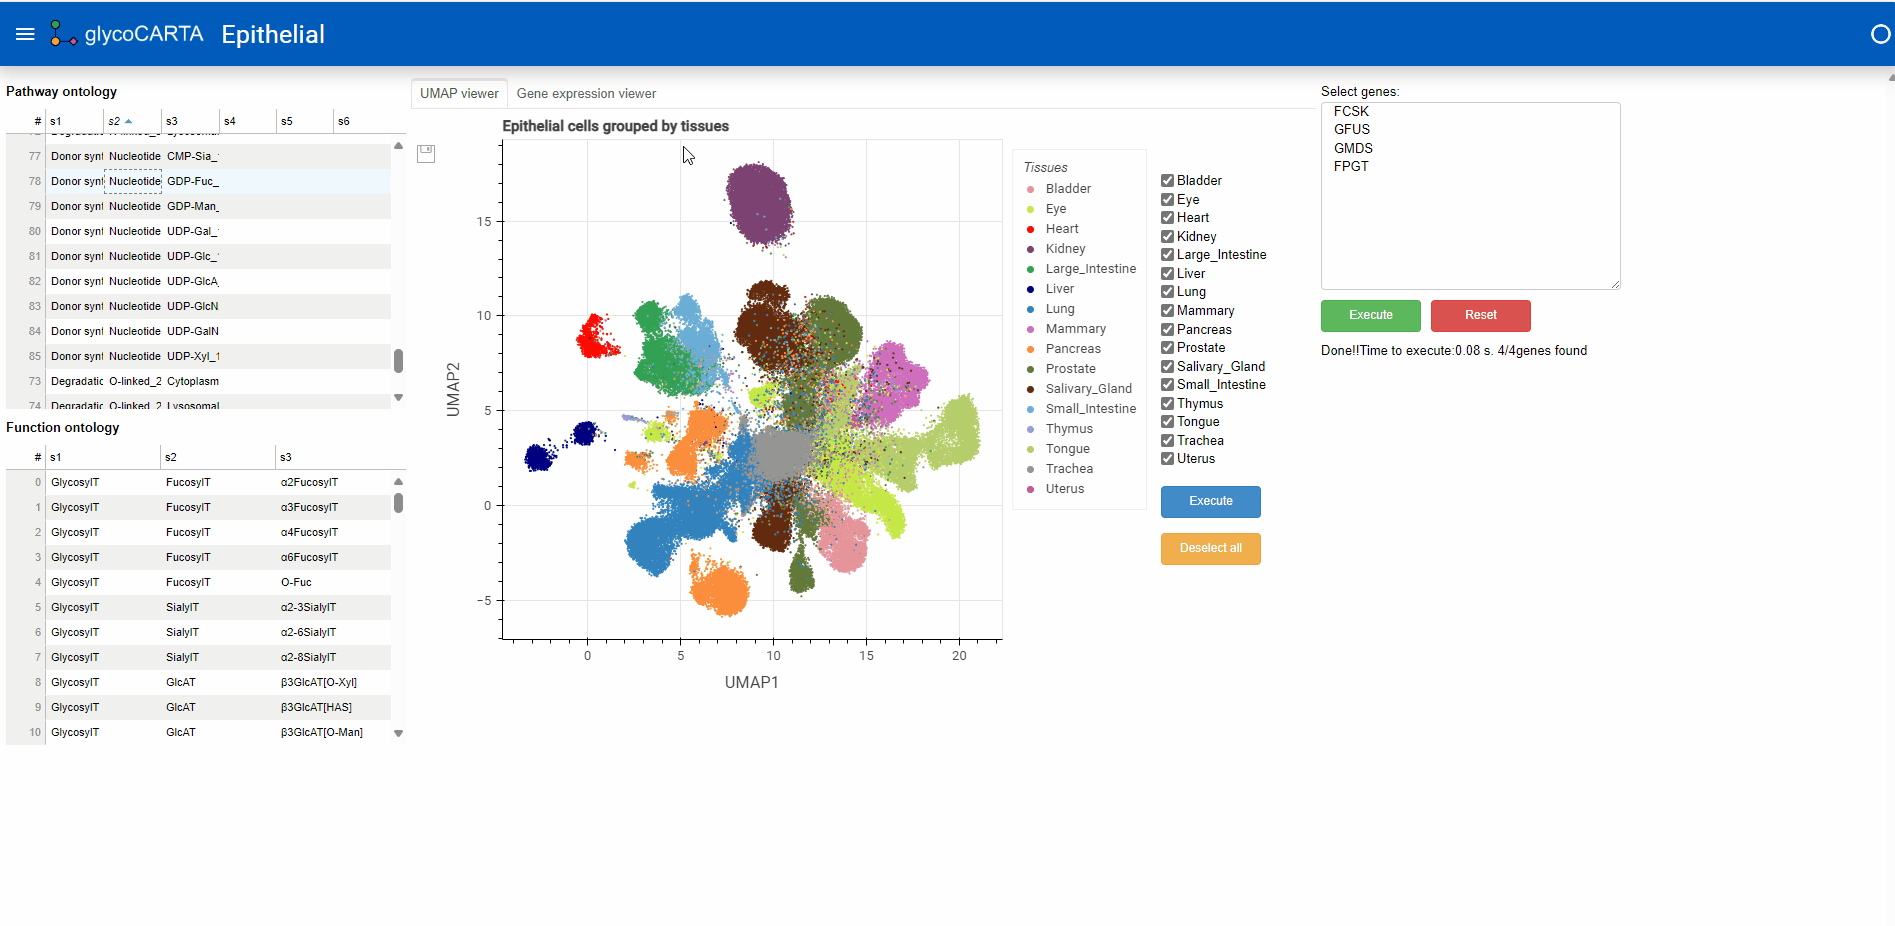 glycoCARTA Epithelial
Pathway ontology
# s1 s2 s3 s4 s5 s6
77 Donor synt Nucleotide CMP-Sia_
78 Donor synt Nucleotide GDP-Fuc_
79 Donor synt Nucleotide GDP-Man_
80 Donor synt Nucleotide UDP-Gal_
81 Donor synt Nucleotide UDP-Glc_
82 Donor synt Nucleotide UDP-GlcA_
83 Donor synt Nucleotide UDP-GlcN
84 Donor synt Nucleotide UDP-GalN
85 Donor synt Nucleotide UDP-Xyl_1
73 Degradatic O-linked_2 Cytoplasm
74 Degradatic O-linked_2 Lysosomal
Function ontology
# s1 s2 s3
0 GlycosylT FucosylT α2FucosylT
1 GlycosylT FucosylT α3FucosylT
2 GlycosylT FucosylT α4FucosylT
3 GlycosylT FucosylT α6FucosylT
4 GlycosylT FucosylT O-Fuc
5 GlycosylT SialylT α2-3SialylT
6 GlycosylT SialylT α2-6SialylT
7 GlycosylT SialylT α2-8SialylT
8 GlycosylT GlcAT β3GlcAT[O-Xyl]
9 GlycosylT GlcAT β3GlcAT[HAS]
10 GlycosylT GlcAT β3GlcAT[O-Man]
UMAP viewer Gene expression viewer
Epithelial cells grouped by tissues
UMAP2
15
10
5
0
−5
0 5 10 15 20
UMAP1
Tissues
Bladder
Eye
Heart
Kidney
Large_Intestine
Liver
Lung
Mammary
Pancreas
Prostate
Salivary_Gland
Small_Intestine
Thymus
Tongue
Trachea
Uterus
Bladder
Eye
Heart
Kidney
Large_Intestine
Liver
Lung
Mammary
Pancreas
Prostate
Salivary_Gland
Small_Intestine
Thymus
Tongue
Trachea
Uterus
Execute
Deselect all
Select genes:
FCSK
GFUS
GMDS
FPGT
Execute Reset
Done!!Time to execute:0.08 s. 4/4genes found